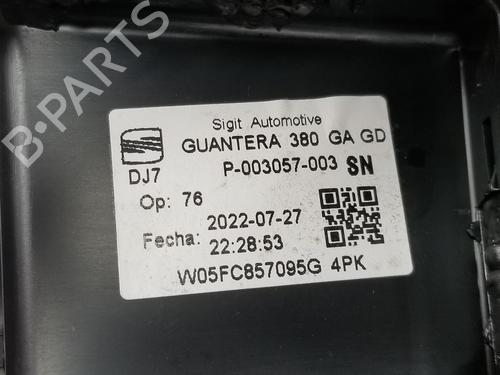 Sigit Automotive
GUANTERA 380 GA GD
DJ7
P-003057-003 SN
Op: 76
Fecha: 2022-07-27
22:28:53
W05FC857095G 4PK
B-PARTS